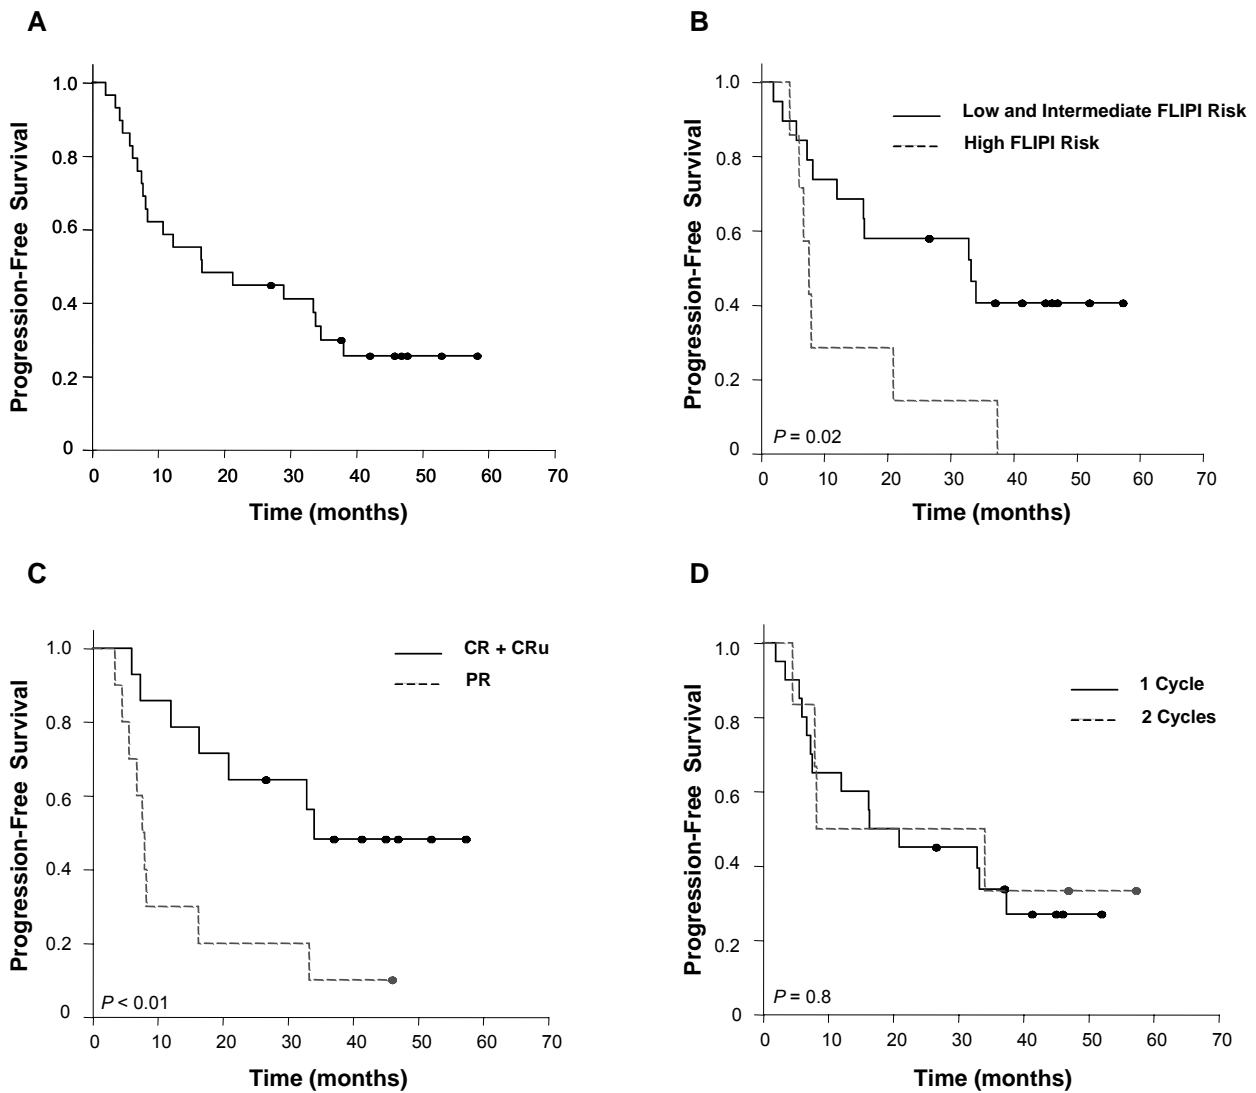 A
Progression-Free Survival
1.0
0.8
0.6
0.4
0.2
0
0 10 20 30 40 50 60 70
Time (months)
B
Progression-Free Survival
1.0
0.8
0.6
0.4
0.2
0
Low and Intermediate FLIPI Risk
High FLIPI Risk
P = 0.02
0 10 20 30 40 50 60 70
Time (months)
C
Progression-Free Survival
1.0
0.8
0.6
0.4
0.2
0
CR + CRu
PR
P < 0.01
0 10 20 30 40 50 60 70
Time (months)
D
Progression-Free Survival
1.0
0.8
0.6
0.4
0.2
0
1 Cycle
2 Cycles
P = 0.8
0 10 20 30 40 50 60 70
Time (months)